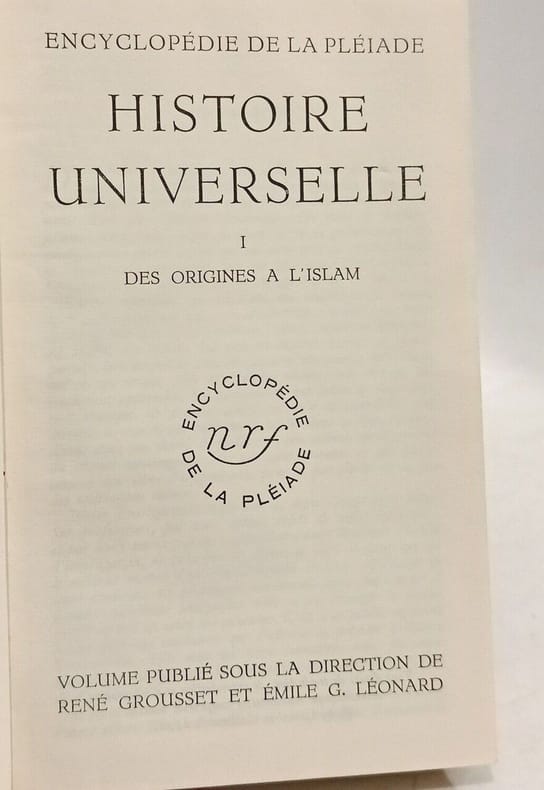 ENCYCLOPÉDIE DE LA PLÉIADE
HISTOIRE
UNIVERSELLE
I
DES ORIGINES A L'ISLAM
ENCYCLOPÉDIE
nrf
DE LA PLÉIADE
VOLUME PUBLIÉ SOUS LA DIRECTION DE
RENÉ GROUSSET ET ÉMILE G. LÉONARD